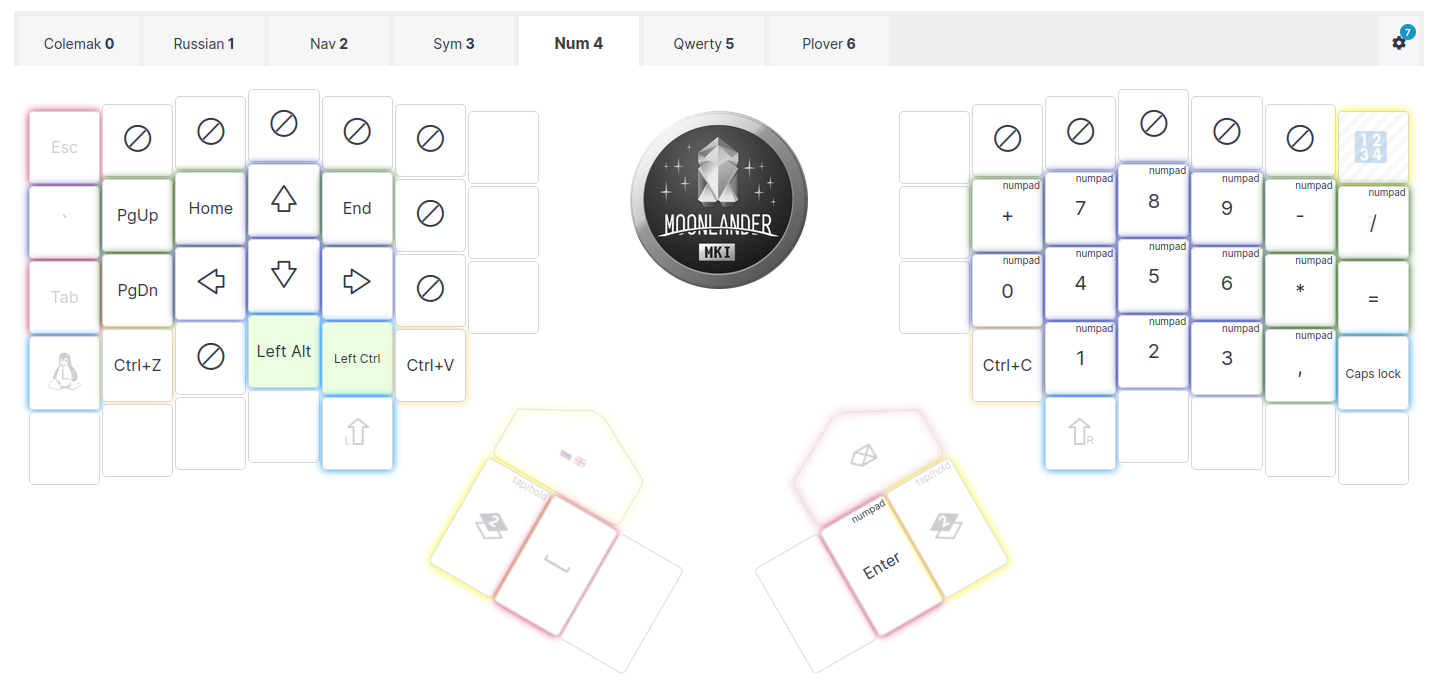 Colemak 0 Russian 1 Nav 2 Sym 3 Num 4 Qwerty 5 Plover 6 7
Esc
1 2
3 4
` PgUp Home End
numpad + numpad 7 numpad 8 numpad 9 numpad - numpad /
Tab PgDn
numpad 0 numpad 4 numpad 5 numpad 6 numpad * =
MOONLANDER
MKI
Ctrl+Z Left Alt Left Ctrl Ctrl+V
Ctrl+C numpad 1 numpad 2 numpad 3 numpad , Caps lock
L
R
tap/hold
2
numpad
Enter
tap/hold
2